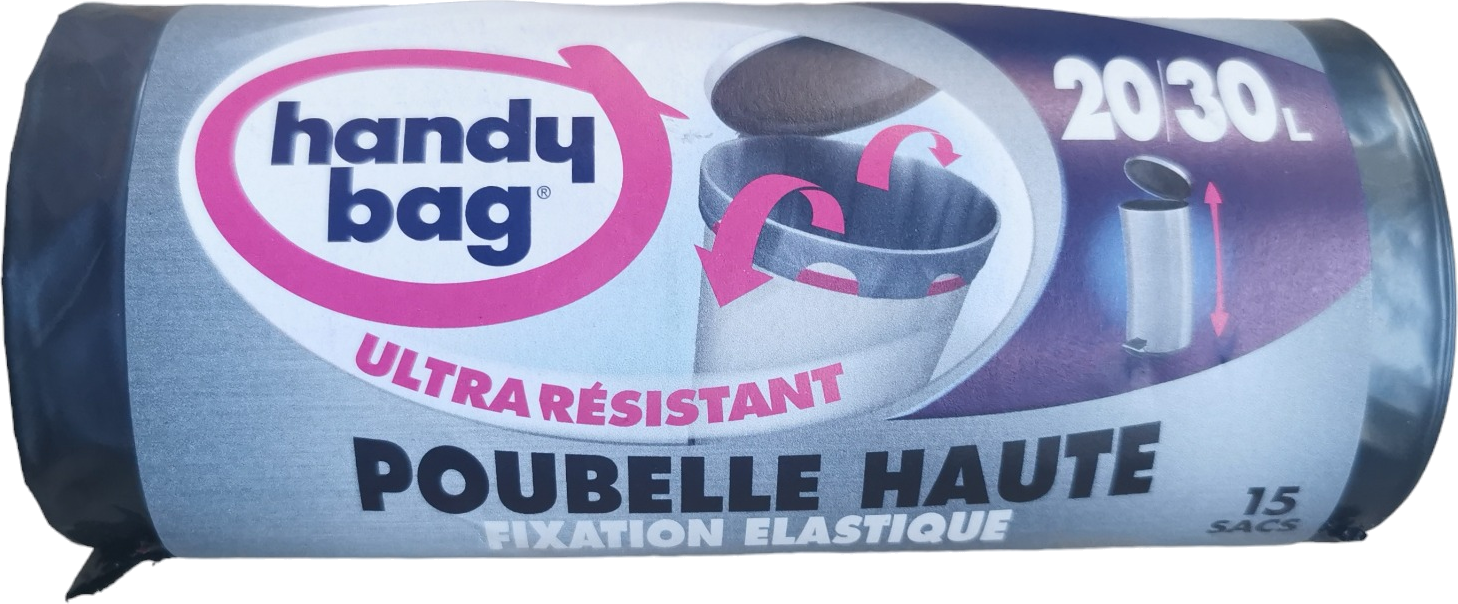 handy
bag®
20|30L
ULTRA RÉSISTANT
POUBELLE HAUTE
FIXATION ELASTIQUE
15
SACS